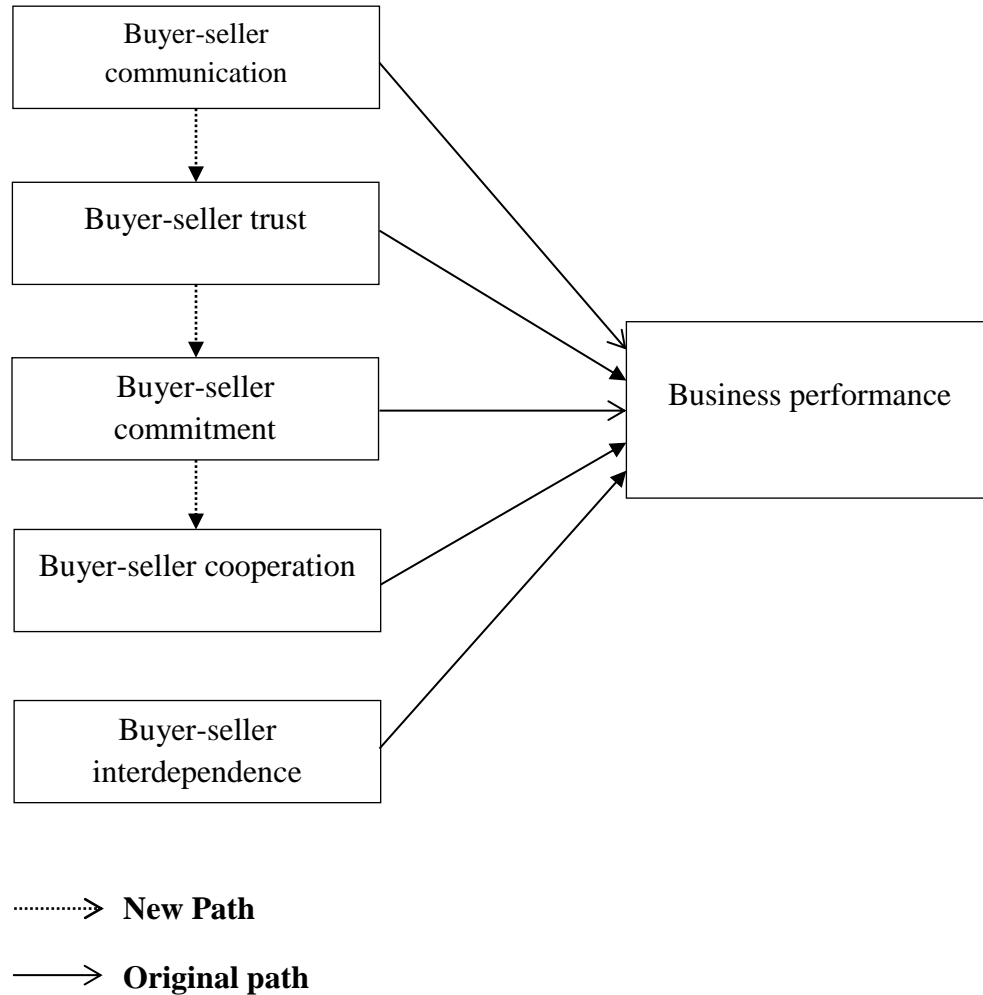 Buyer-seller
communication
Buyer-seller trust
Buyer-seller
commitment
Business performance
Buyer-seller cooperation
Buyer-seller
interdependence
New Path
Original path